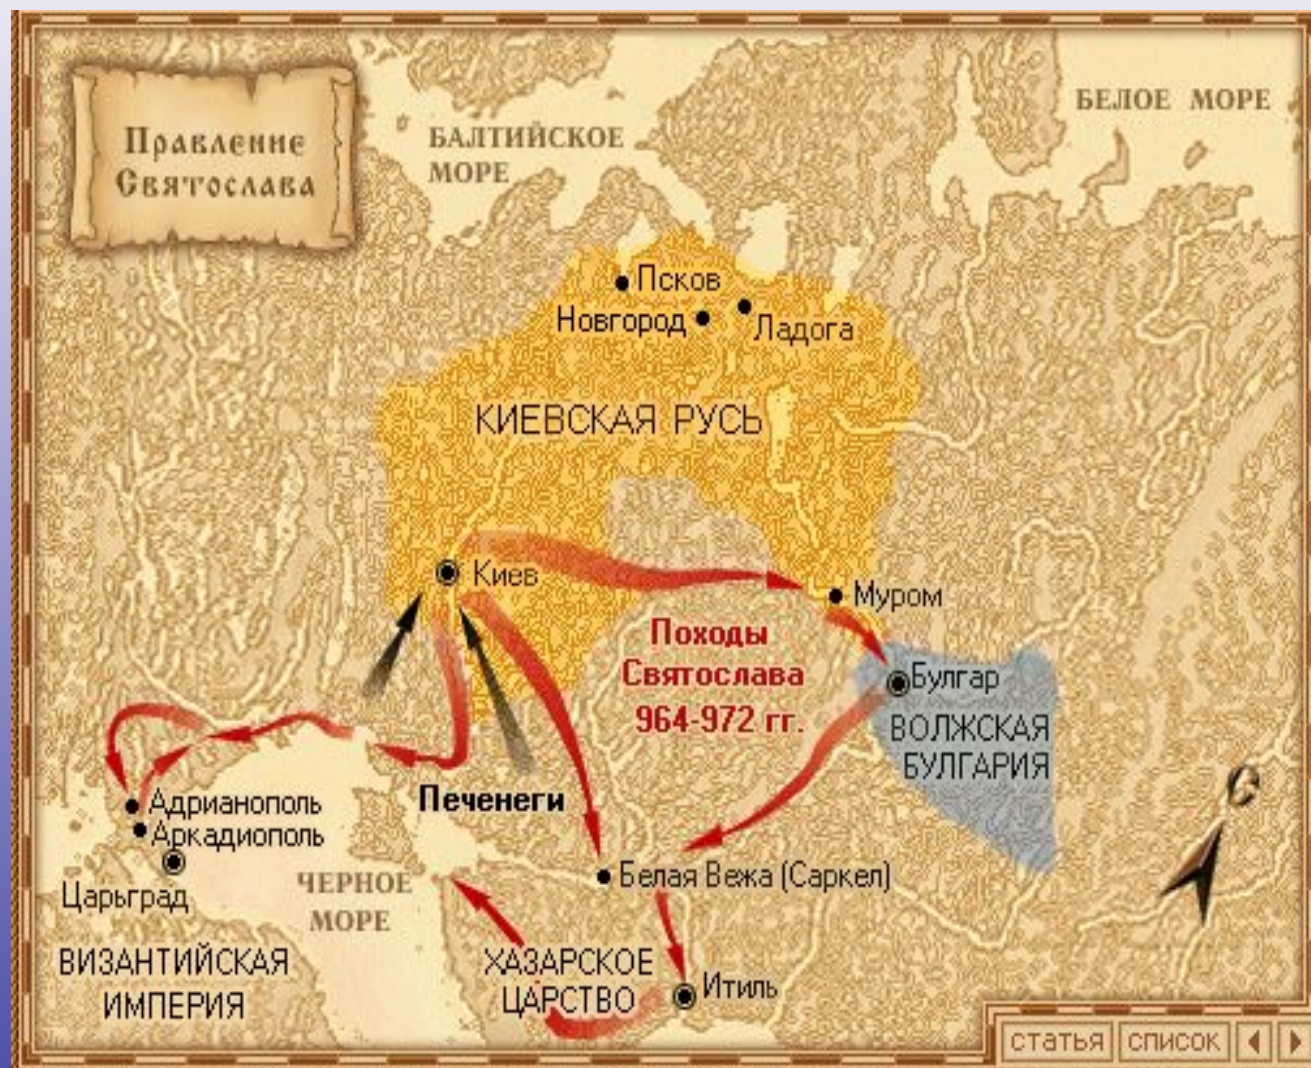 Правление
Святослава
БАЛТИЙСКОЕ
МОРЕ
БЕЛОЕ МОРЕ
Псков
Новгород
Ладога
КИЕВСКАЯ РУСЬ
Киев
Муром
Походы
Святослава
964-972 гг.
Булгар
ВОЛЖСКАЯ
БУЛГАРИЯ
Печенеги
Адрианополь
Аркадиополь
Царьград
ЧЕРНОЕ
МОРЕ
Белая Вежа (Саркел)
С
ВИЗАНТИЙСКАЯ
ИМПЕРИЯ
ХАЗАРСКОЕ
ЦАРСТВО
Итиль
статья
список